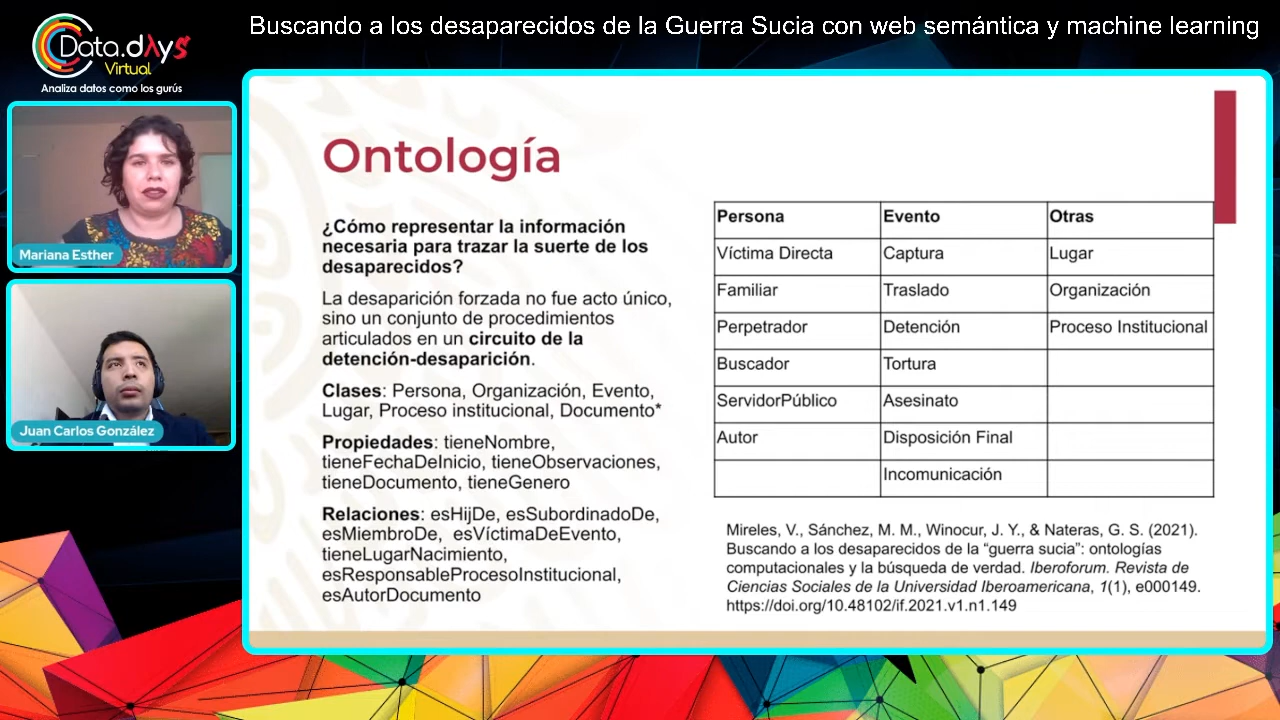 Buscando a los desaparecidos de la Guerra Sucia con web semántica y machine learning
Data.dAys
Virtual
Analiza datos como los gurús
Mariana Esther
Juan Carlos González
Ontología
¿Cómo representar la información
necesaria para trazar la suerte de los
desaparecidos?
La desaparición forzada no fue acto único,
sino un conjunto de procedimientos
articulados en un circuito de la
detención-desaparición.
Clases: Persona, Organización, Evento,
Lugar, Proceso institucional, Documento*
Propiedades: tieneNombre,
tieneFechaDeInicio, tieneObservaciones,
tieneDocumento, tieneGenero
Relaciones: esHijDe, esSubordinadoDe,
esMiembroDe, esVíctimaDeEvento,
tieneLugarNacimiento,
esResponsableProcesoInstitucional,
esAutorDocumento
Persona Evento Otras
Víctima Directa Captura Lugar
Familiar Traslado Organización
Perpetrador Detención Proceso Institucional
Buscador Tortura
ServidorPúblico Asesinato
Autor Disposición Final
Incomunicación
Mireles, V., Sánchez, M. M., Winocur, J. Y., & Nateras, G. S. (2021).
Buscando a los desaparecidos de la “guerra sucia”: ontologías
computacionales y la búsqueda de verdad. Iberoforum. Revista de
Ciencias Sociales de la Universidad Iberoamericana, 1(1), e000149.
https://doi.org/10.48102/if.2021.v1.n1.149